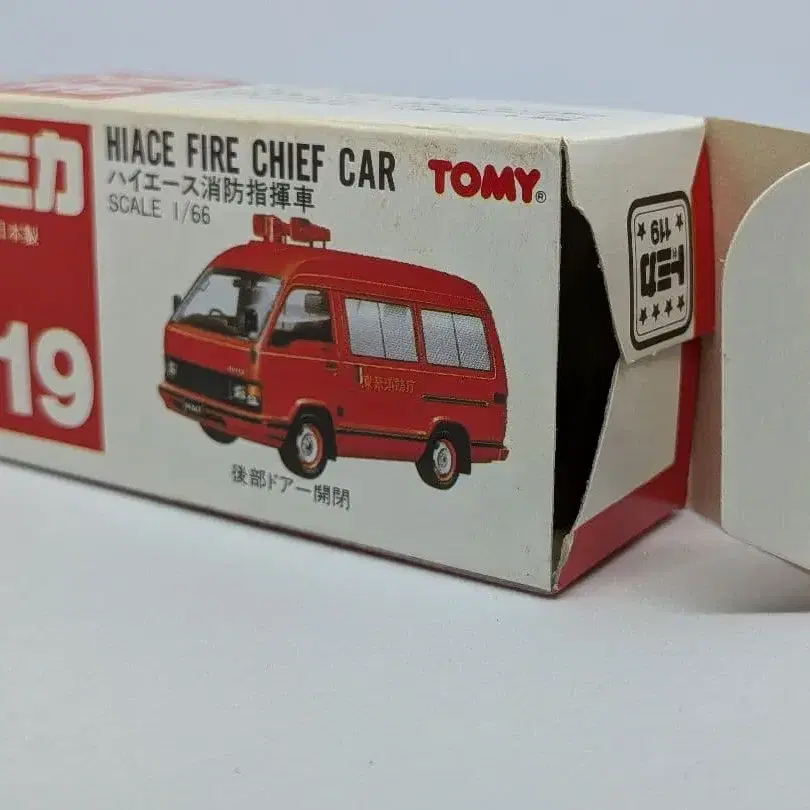 トミカ
日本製
19
HIACE FIRE CHIEF CAR
ハイエース消防指揮車
SCALE 1/66
TOMY®
東京消防庁
後部ドアー開閉
トミカ
119